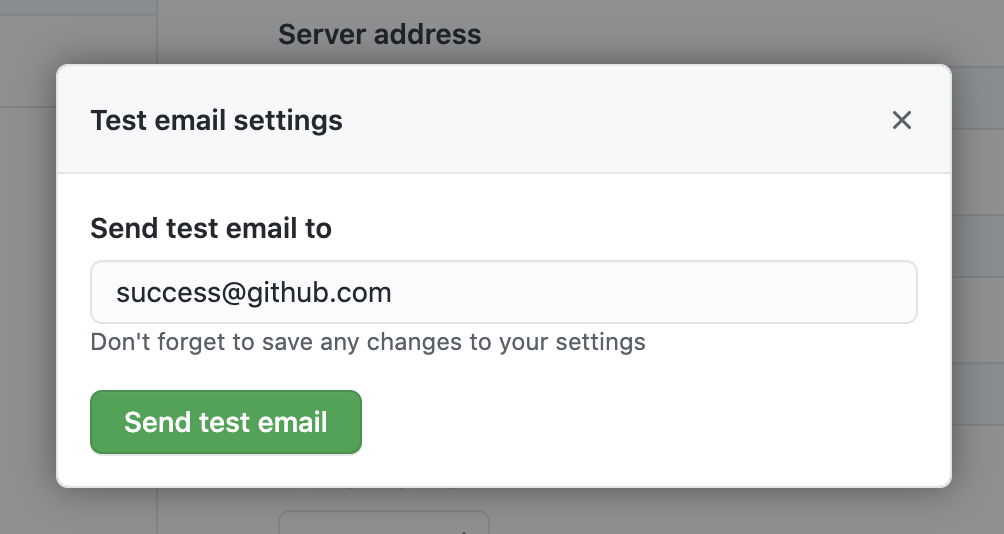 Server address
Test email settings
Send test email to
success@github.com
Don't forget to save any changes to your settings
Send test email